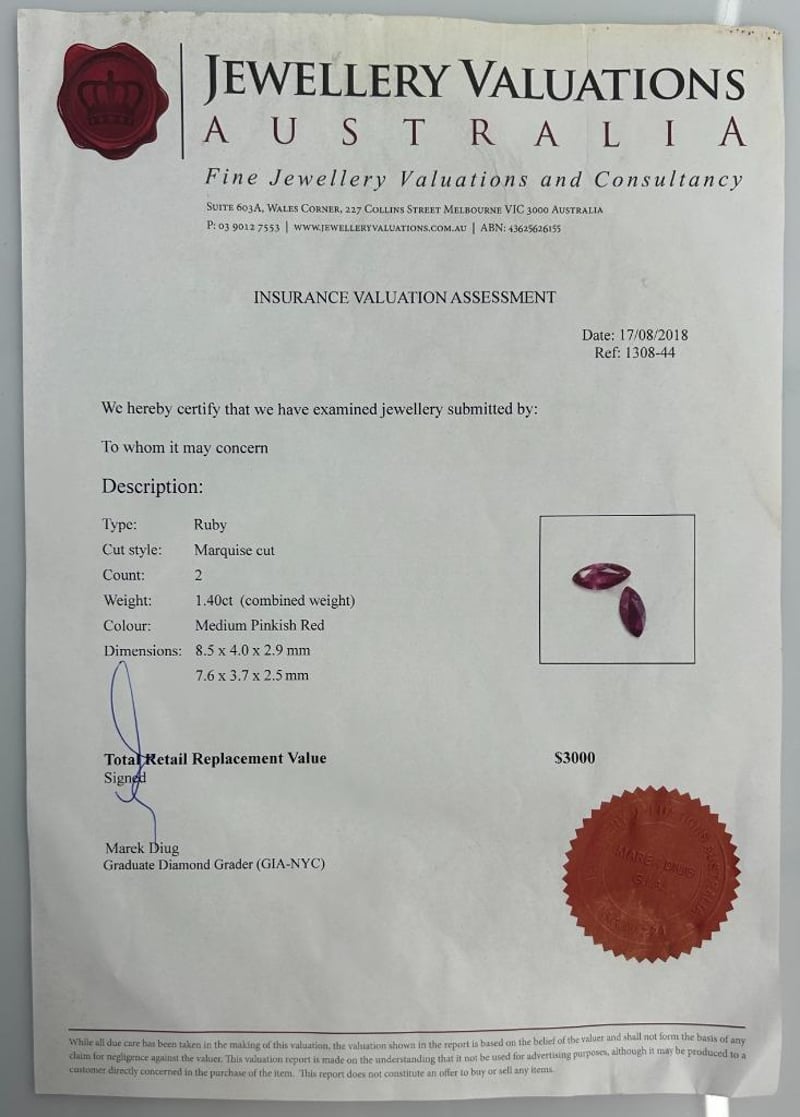 JEWELLERY VALUATIONS
AUSTRALIA
Fine Jewellery Valuations and Consultancy
SUITE 603A, WALES CORNER, 227 COLLINS STREET MELBOURNE VIC 3000 AUSTRALIA
P: 03 9012 7553 | WWW.JEWELLERYVALUATIONS.COM.AU | ABN: 43625626155
INSURANCE VALUATION ASSESSMENT
Date: 17/08/2018
Ref: 1308-44
We hereby certify that we have examined jewellery submitted by:
To whom it may concern
Description:
Type: Ruby
Cut style: Marquise cut
Count: 2
Weight: 1.40ct (combined weight)
Colour: Medium Pinkish Red
Dimensions: 8.5 x 4.0 x 2.9 mm
7.6 x 3.7 x 2.5 mm
Total Retail Replacement Value $3000
Signed
Marek Diug
Graduate Diamond Grader (GIA-NYC)
MAREK DIUG
AUSTRALIA
While all due care has been taken in the making of this valuation, the valuation shown in the report is based on the belief of the valuer and shall not form the basis of any
claim for negligence against the valuer. This valuation report is made on the understanding that it not be used for advertising purposes, although it may be produced to a
customer directly concerned in the purchase of the item. This report does not constitute an offer to buy or sell any items.